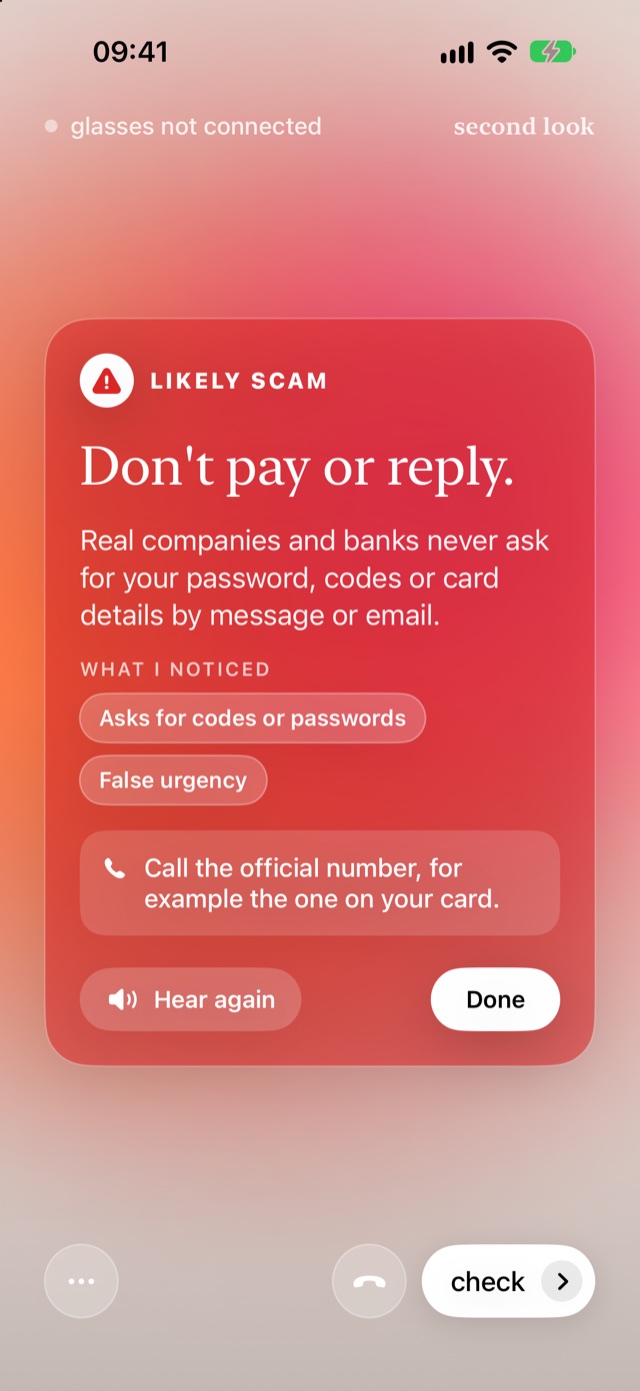 09:41
glasses not connected
second look
LIKELY SCAM
Don't pay or reply.
Real companies and banks never ask
for your password, codes or card
details by message or email.
WHAT I NOTICED
Asks for codes or passwords
False urgency
Call the official number, for
example the one on your card.
Hear again
Done
check